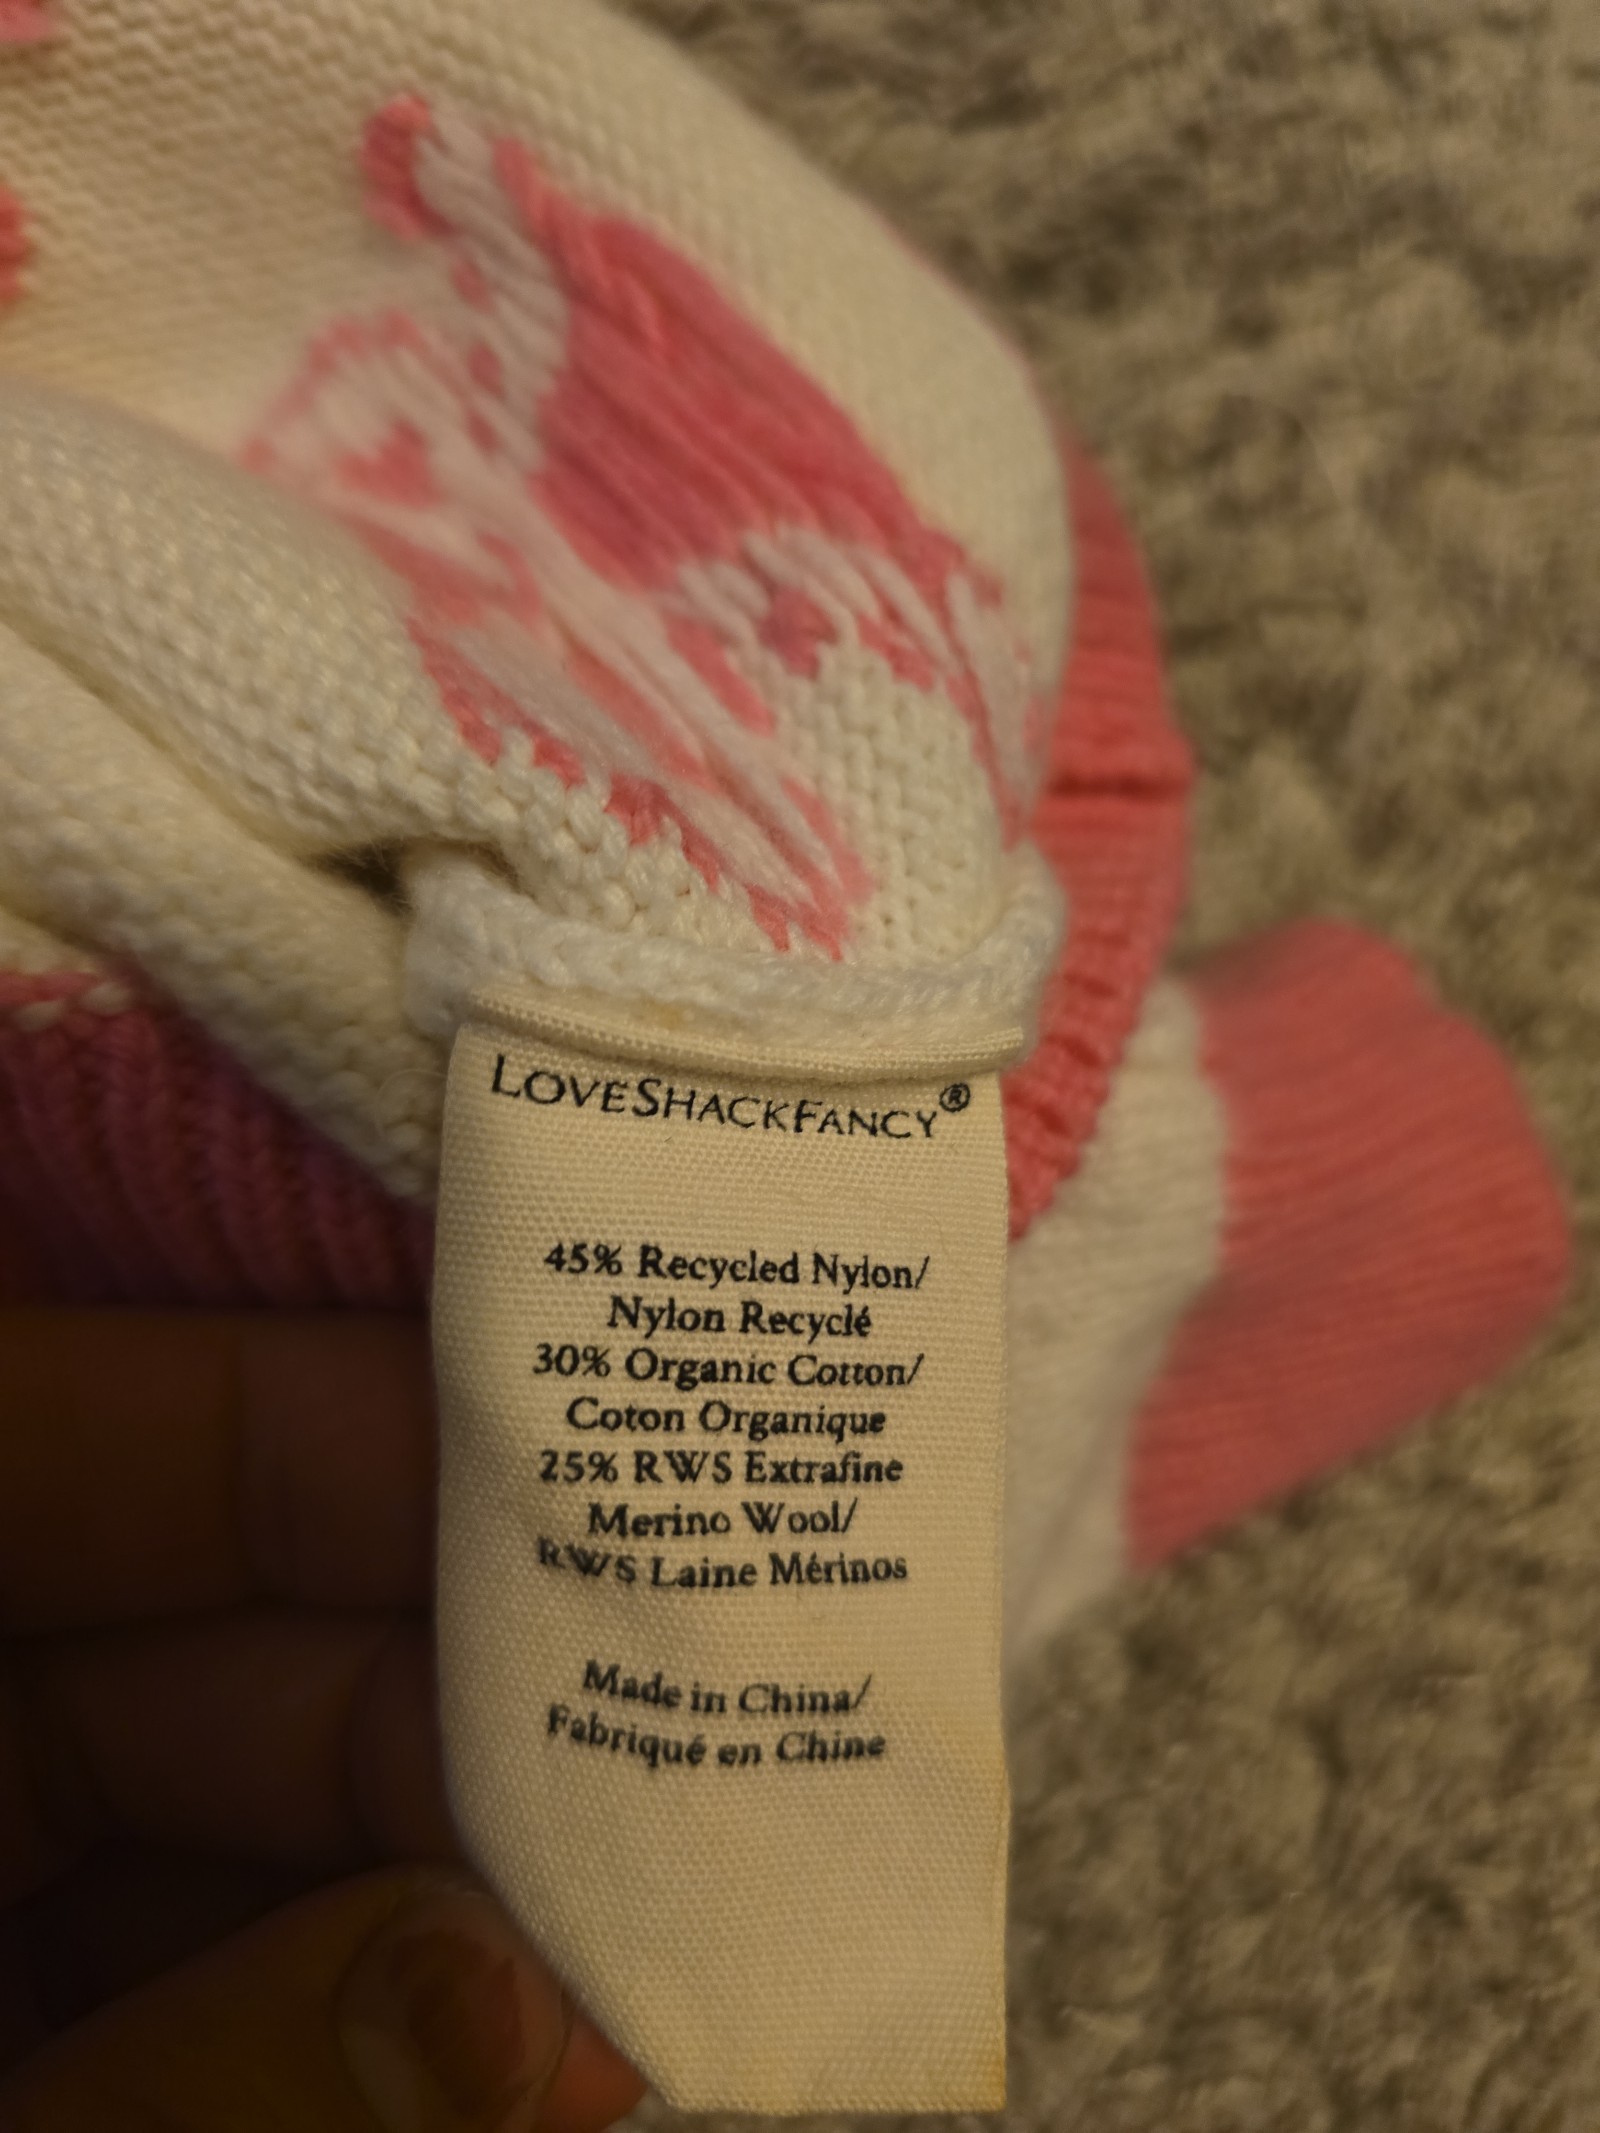 LOVESHACKFANCY®
45% Recycled Nylon/
Nylon Recyclé
30% Organic Cotton/
Coton Organique
25% RWS Extrafine
Merino Wool/
RWS Laine Mérinos
Made in China/
Fabriqué en Chine